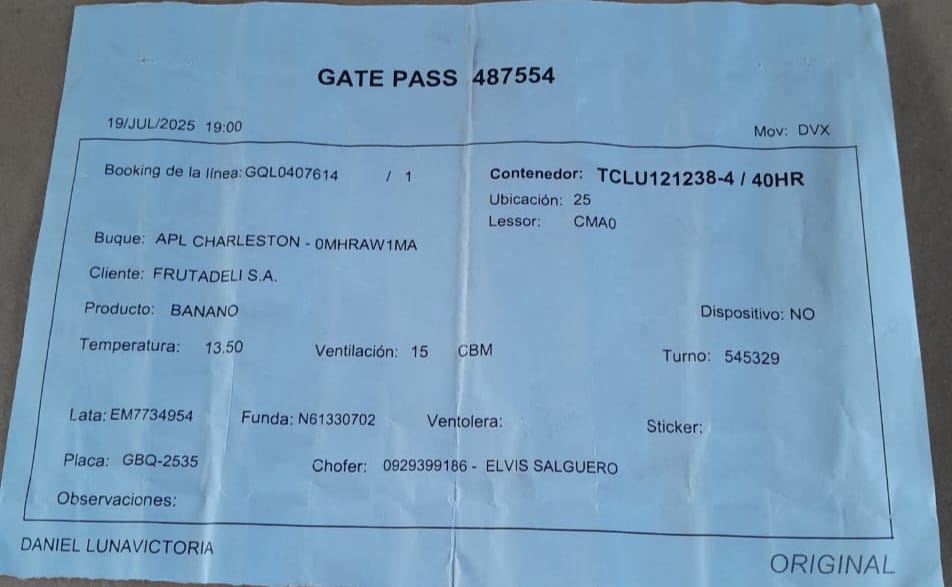 GATE PASS 487554
19/JUL/2025 19:00 Mov: DVX
Booking de la línea: GQL0407614 / 1 Contenedor: TCLU121238-4 / 40HR
Ubicación: 25
Lessor: CMA0
Buque: APL CHARLESTON - 0MHRAW1MA
Cliente: FRUTADELI S.A.
Producto: BANANO Dispositivo: NO
Temperatura: 13.50 Ventilación: 15 CBM Turno: 545329
Lata: EM7734954 Funda: N61330702 Ventolera: Sticker:
Placa: GBQ-2535 Chofer: 0929399186 - ELVIS SALGUERO
Observaciones:
DANIEL LUNAVICTORIA ORIGINAL